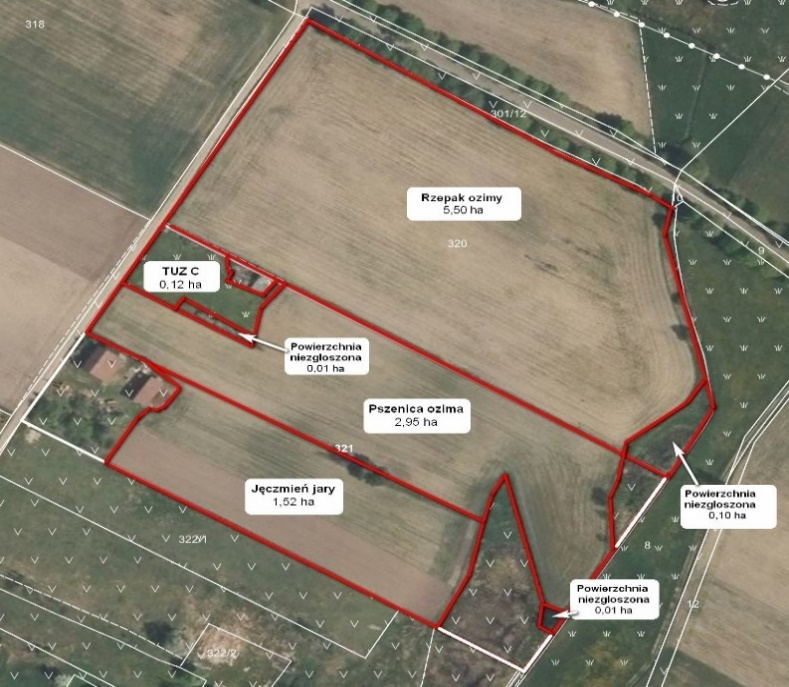 318
301/12
Rzepak ozimy
5,50 ha
320
9
TUZ C
0,12 ha
Powierzchnia
niezgłoszona
0,01 ha
Pszenica ozima
2,95 ha
321
Jęczmień jary
1,52 ha
Powierzchnia
niezgłoszona
0,10 ha
322/1
8
Powierzchnia
niezgłoszona
0,01 ha
12
322/2